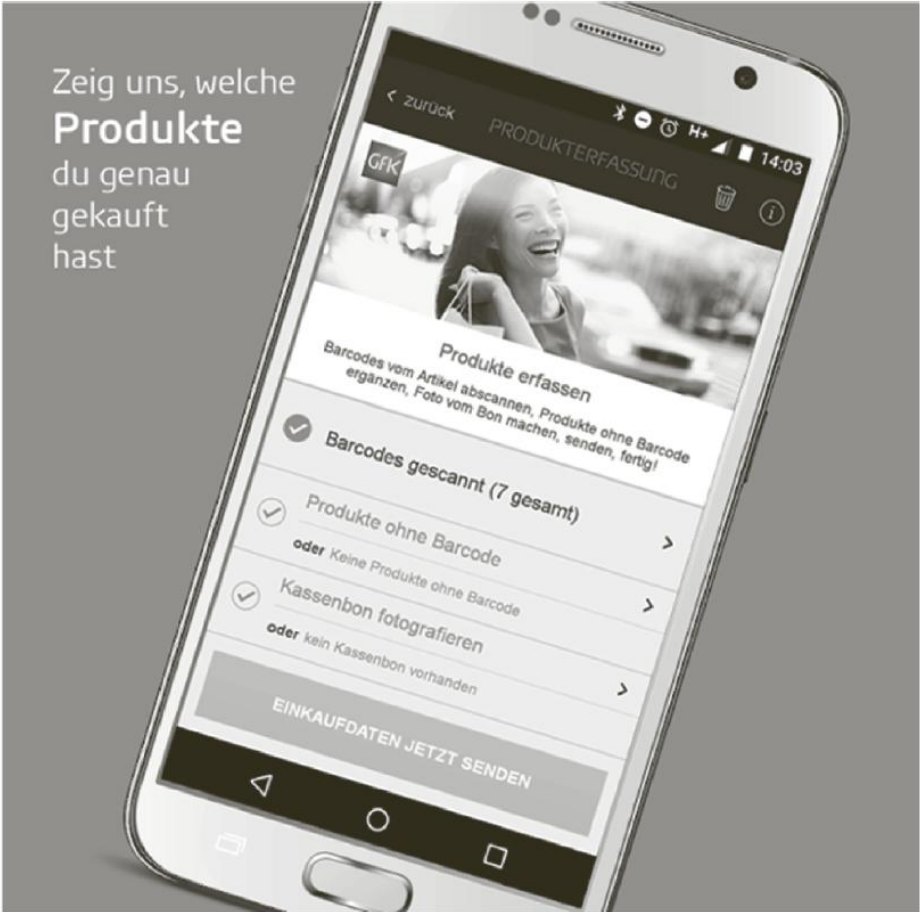 Zeig uns, welche
Produkte
du genau
gekauft
hast
H+
14:03
< zurück
PRODUKTERFASSUNG
i
GfK
Produkte erfassen
Barcodes vom Artikel abscannen, Produkte ohne Barcode
ergänzen, Foto vom Bon machen, senden, fertig!
Barcodes gescannt (7 gesamt)
Produkte ohne Barcode
oder Keine Produkte ohne Barcode
Kassenbon fotografieren
oder kein Kassenbon vorhanden
EINKAUFDATEN JETZT SENDEN